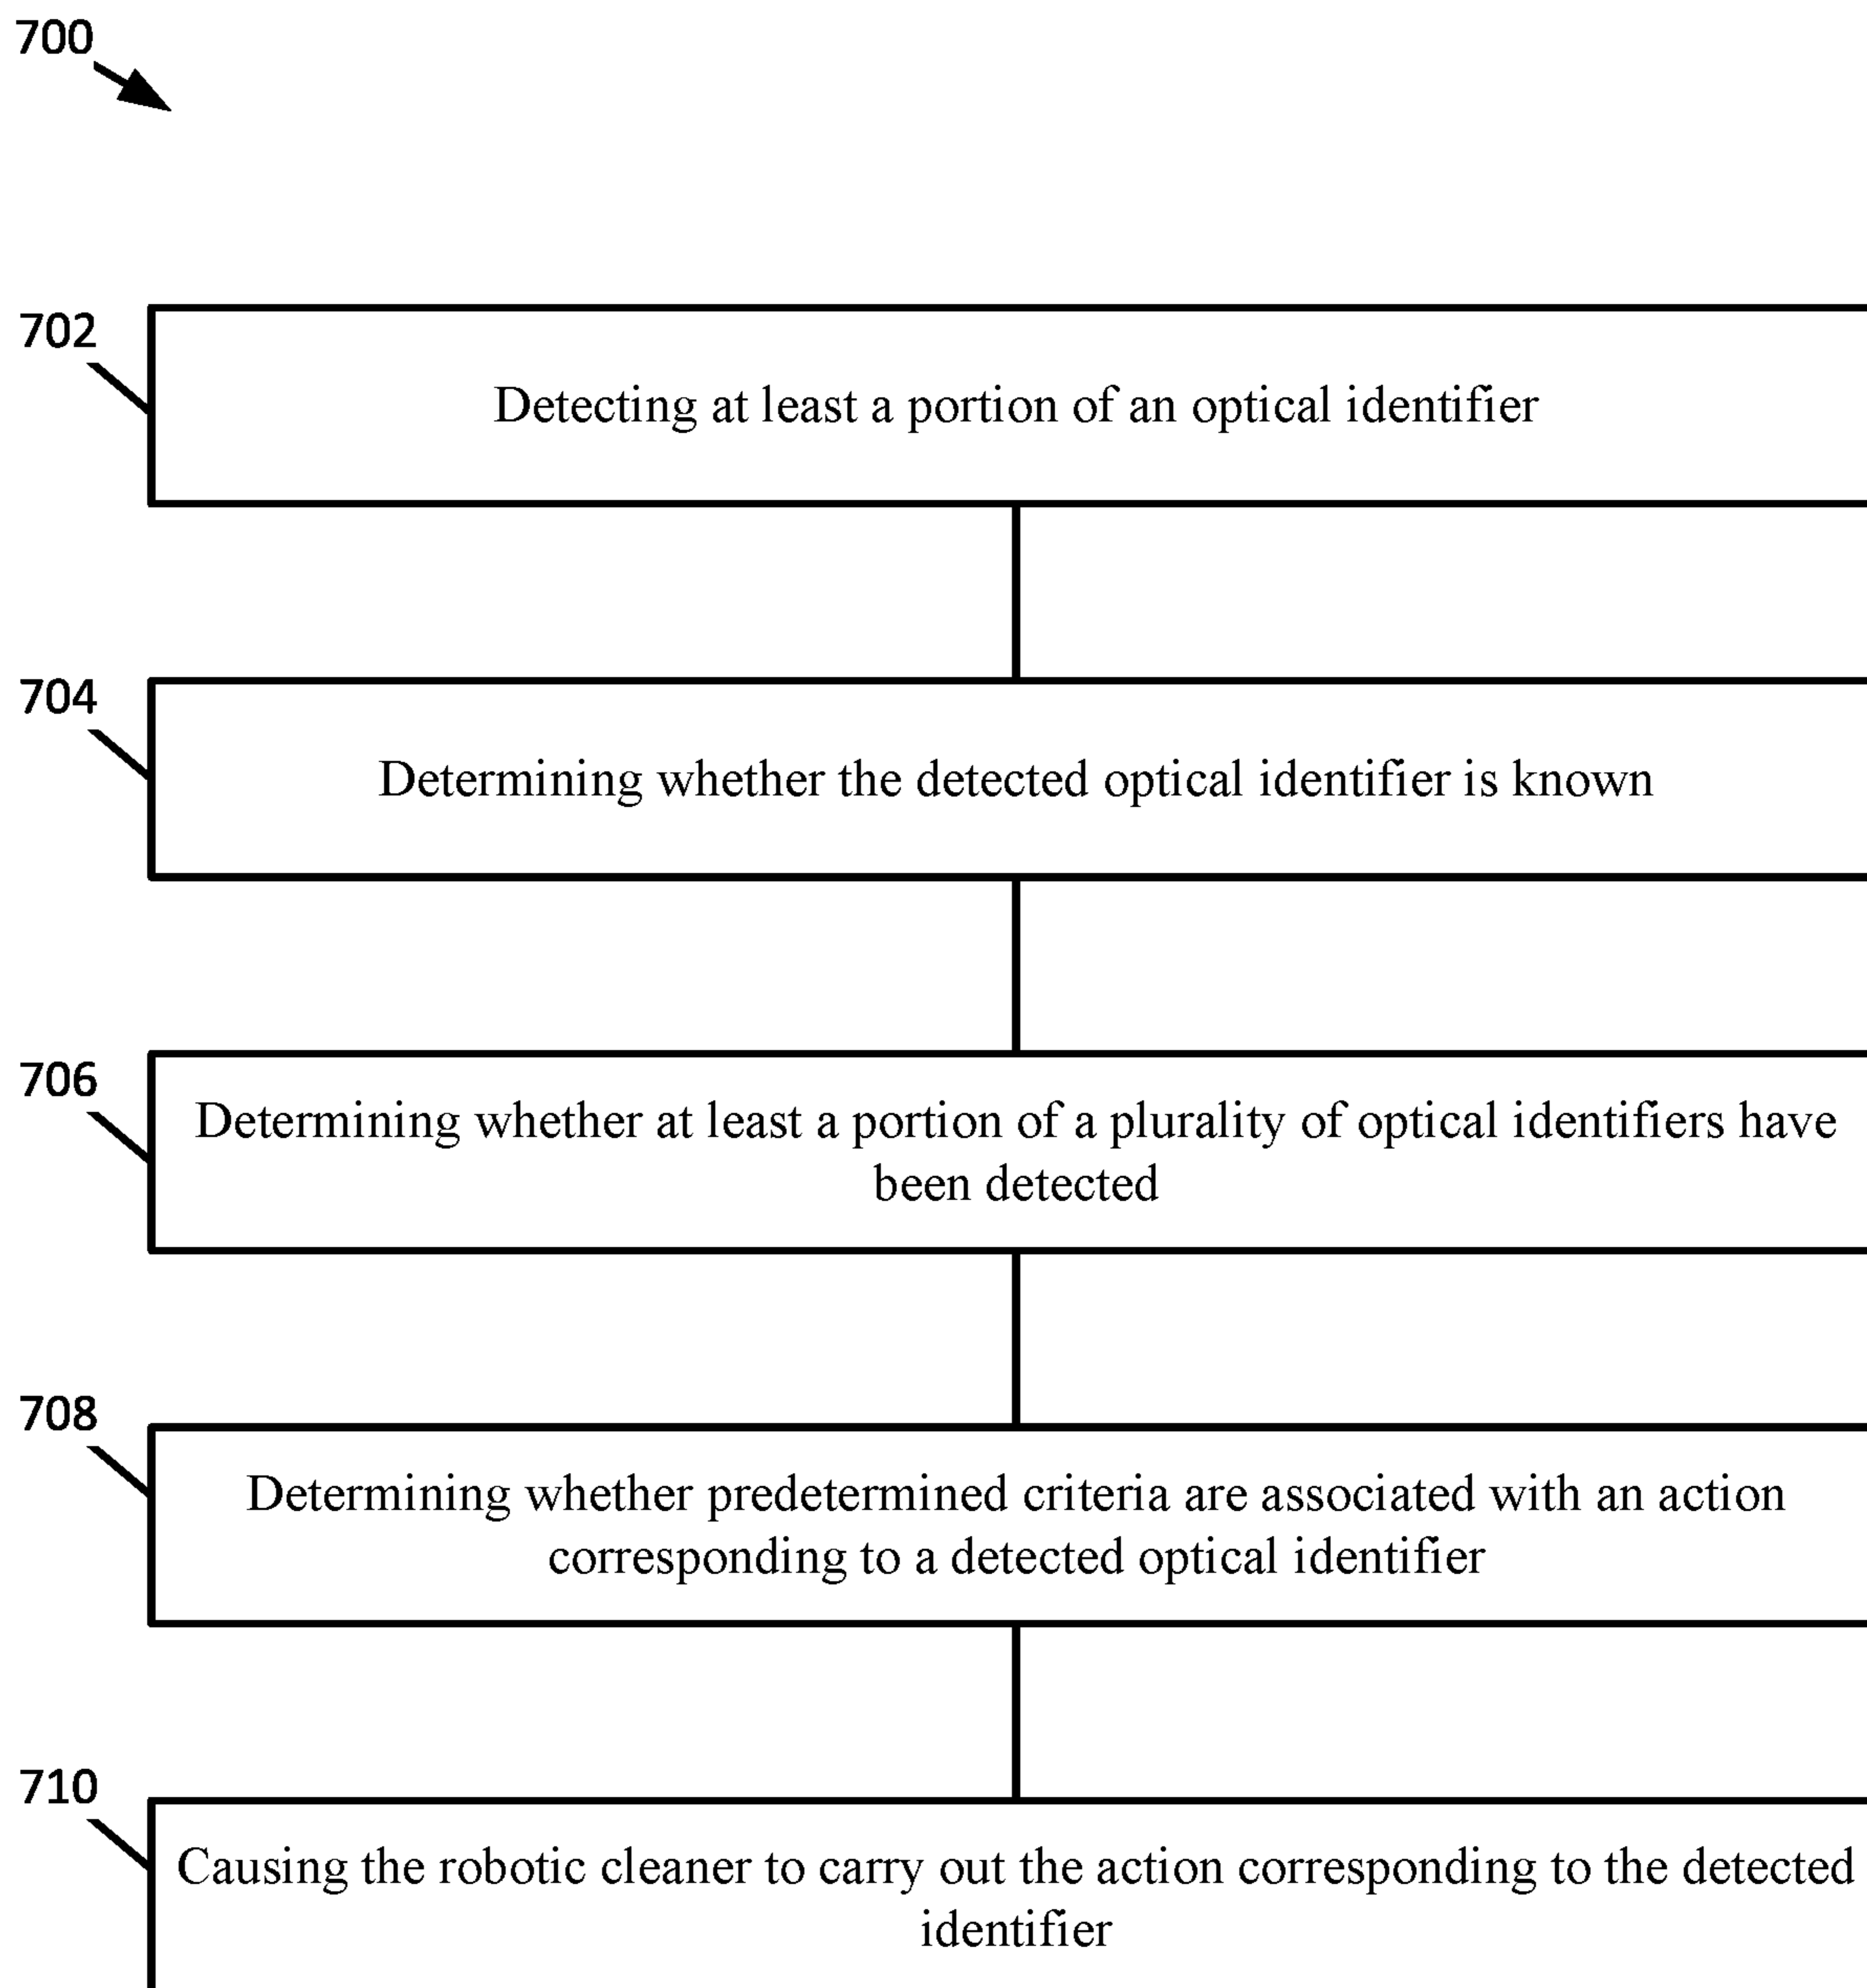 700
702
Detecting at least a portion of an optical identifier
704
Determining whether the detected optical identifier is known
706
Determining whether at least a portion of a plurality of optical identifiers have
been detected
708
Determining whether predetermined criteria are associated with an action
corresponding to a detected optical identifier
710
Causing the robotic cleaner to carry out the action corresponding to the detected
identifier